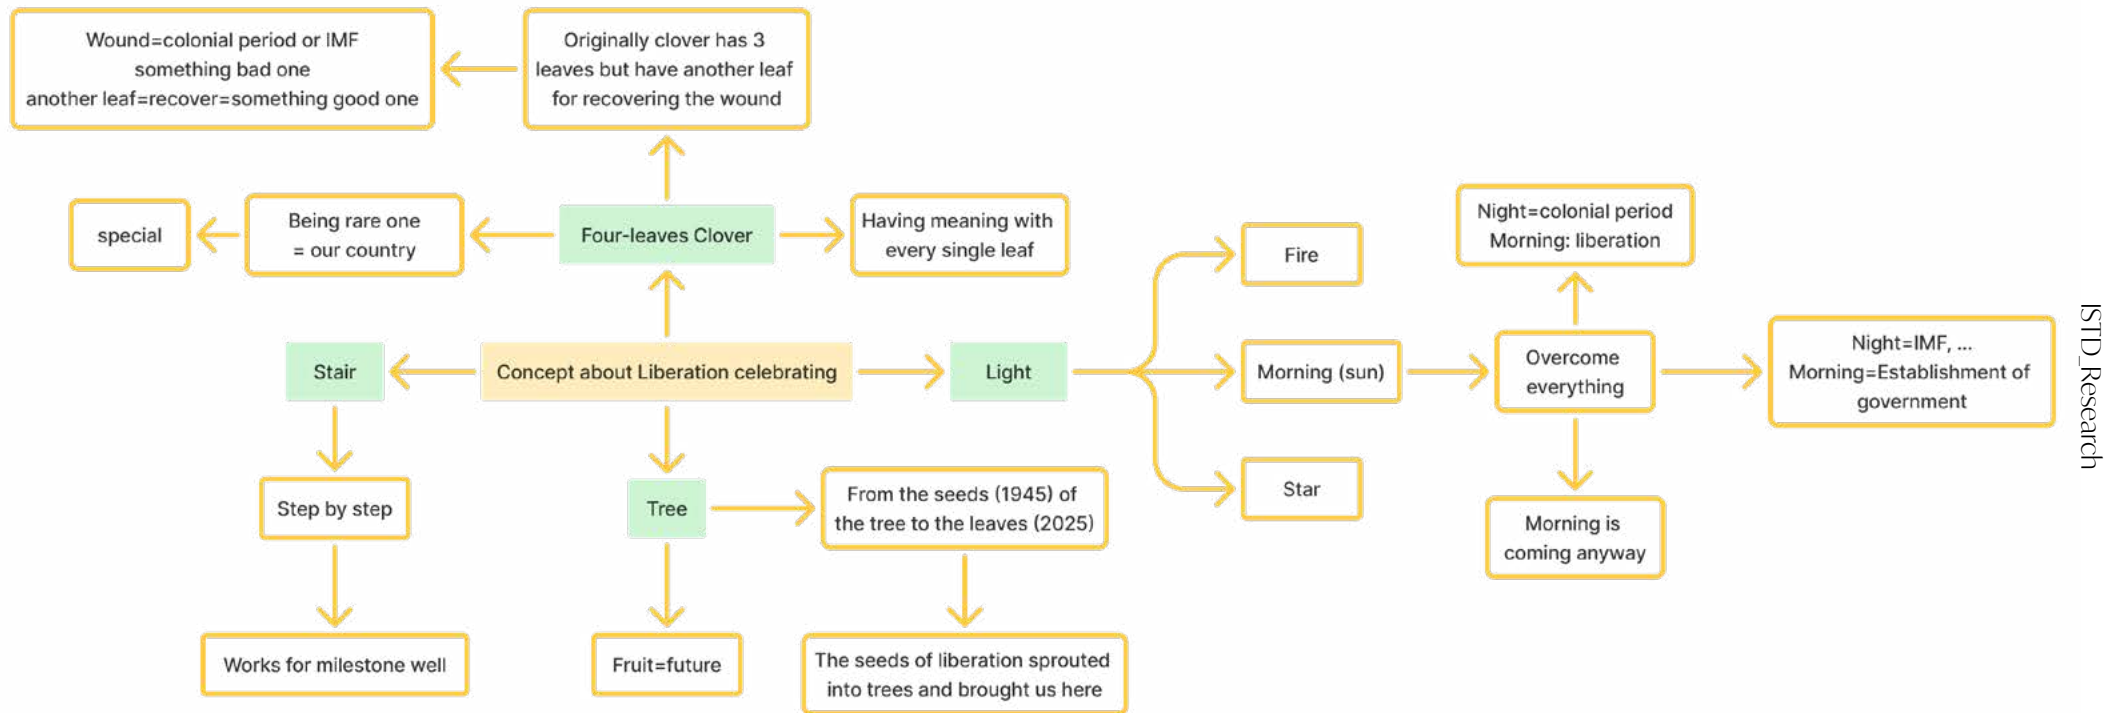 Wound=colonial period or IMF
something bad one
another leaf=recover=something good one
Originally clover has 3
leaves but have another leaf
for recovering the wound
special
Being rare one
= our country
Four-leaves Clover
Having meaning with
every single leaf
Stair
Concept about Liberation celebrating
Light
Fire
Morning (sun)
Star
Night=colonial period
Morning: liberation
Overcome
everything
Night=IMF, ...
Morning=Establishment of
government
Morning is
coming anyway
Step by step
Works for milestone well
Tree
From the seeds (1945) of
the tree to the leaves (2025)
Fruit=future
The seeds of liberation sprouted
into trees and brought us here
ISTD_Research